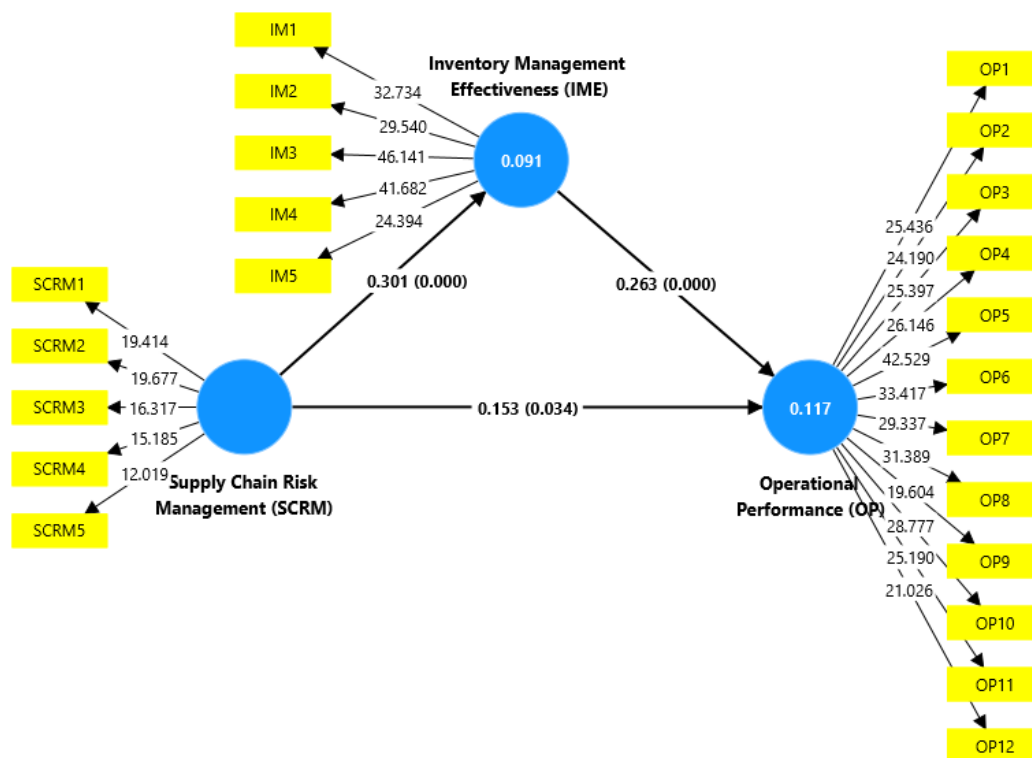 IM1
IM2
IM3
IM4
IM5
32.734
29.540
46.141
41.682
24.394
Inventory Management
Effectiveness (IME)
0.091
0.301 (0.000)
0.263 (0.000)
SCRM1
SCRM2
SCRM3
SCRM4
SCRM5
19.414
19.677
16.317
15.185
12.019
Supply Chain Risk
Management (SCRM)
0.153 (0.034)
0.117
Operational
Performance (OP)
25.436
24.190
25.397
26.146
42.529
33.417
29.337
31.389
19.604
28.777
25.190
21.026
OP1
OP2
OP3
OP4
OP5
OP6
OP7
OP8
OP9
OP10
OP11
OP12